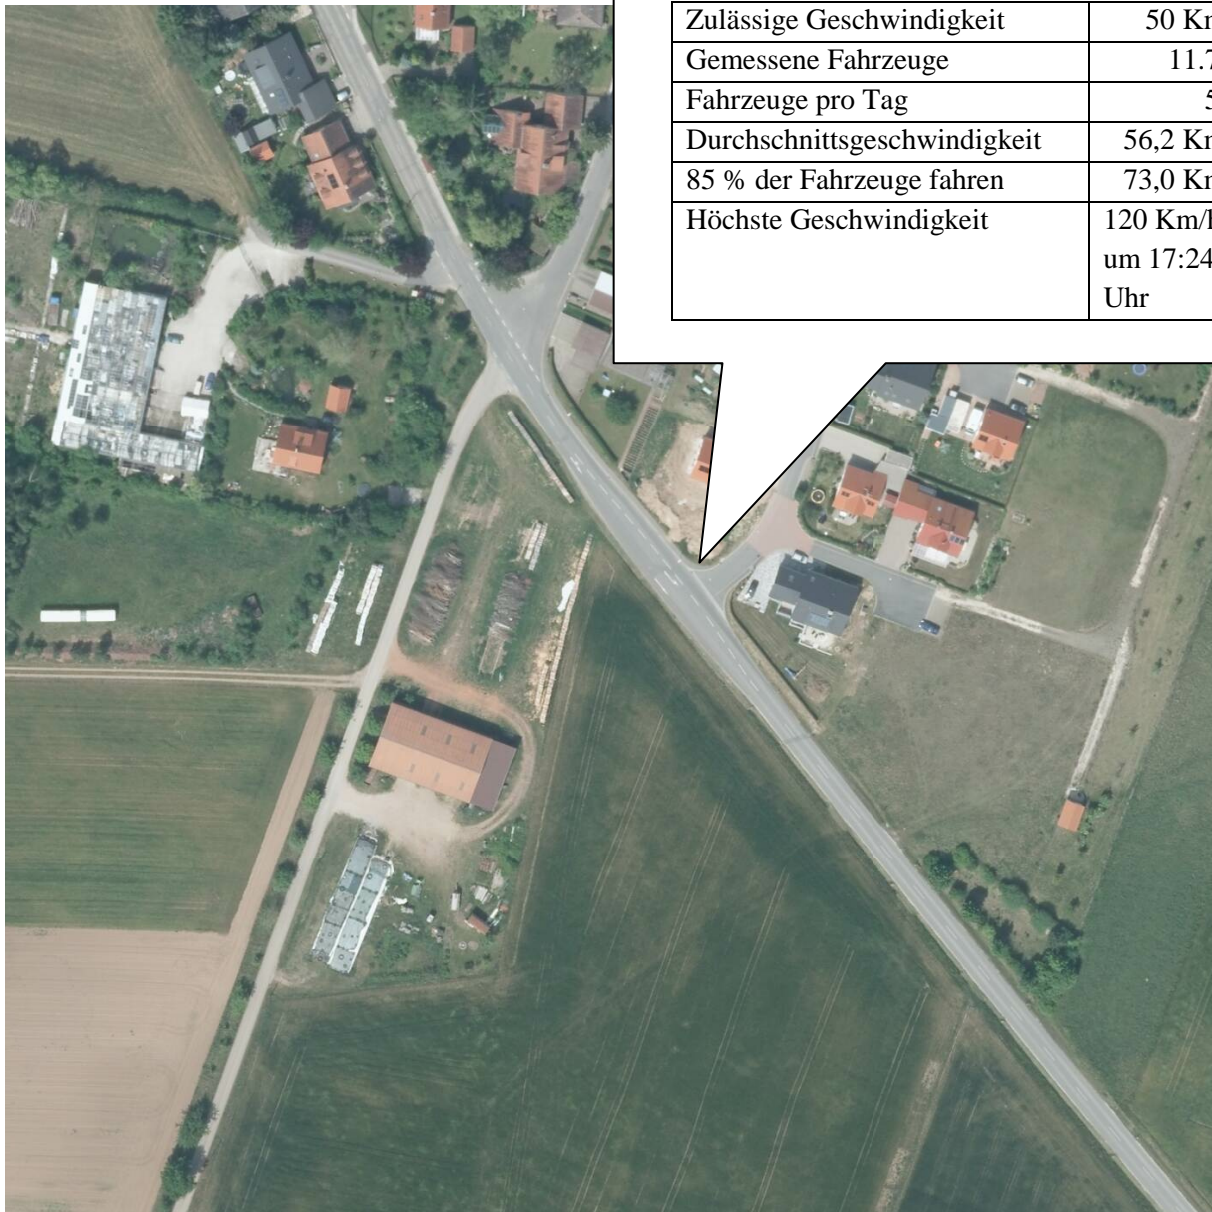 Zulässige Geschwindigkeit 50 Km
Gemessene Fahrzeuge 11.7
Fahrzeuge pro Tag 5
Durchschnittsgeschwindigkeit 56,2 Km
85 % der Fahrzeuge fahren 73,0 Km
Höchste Geschwindigkeit 120 Km/h
um 17:24
Uhr